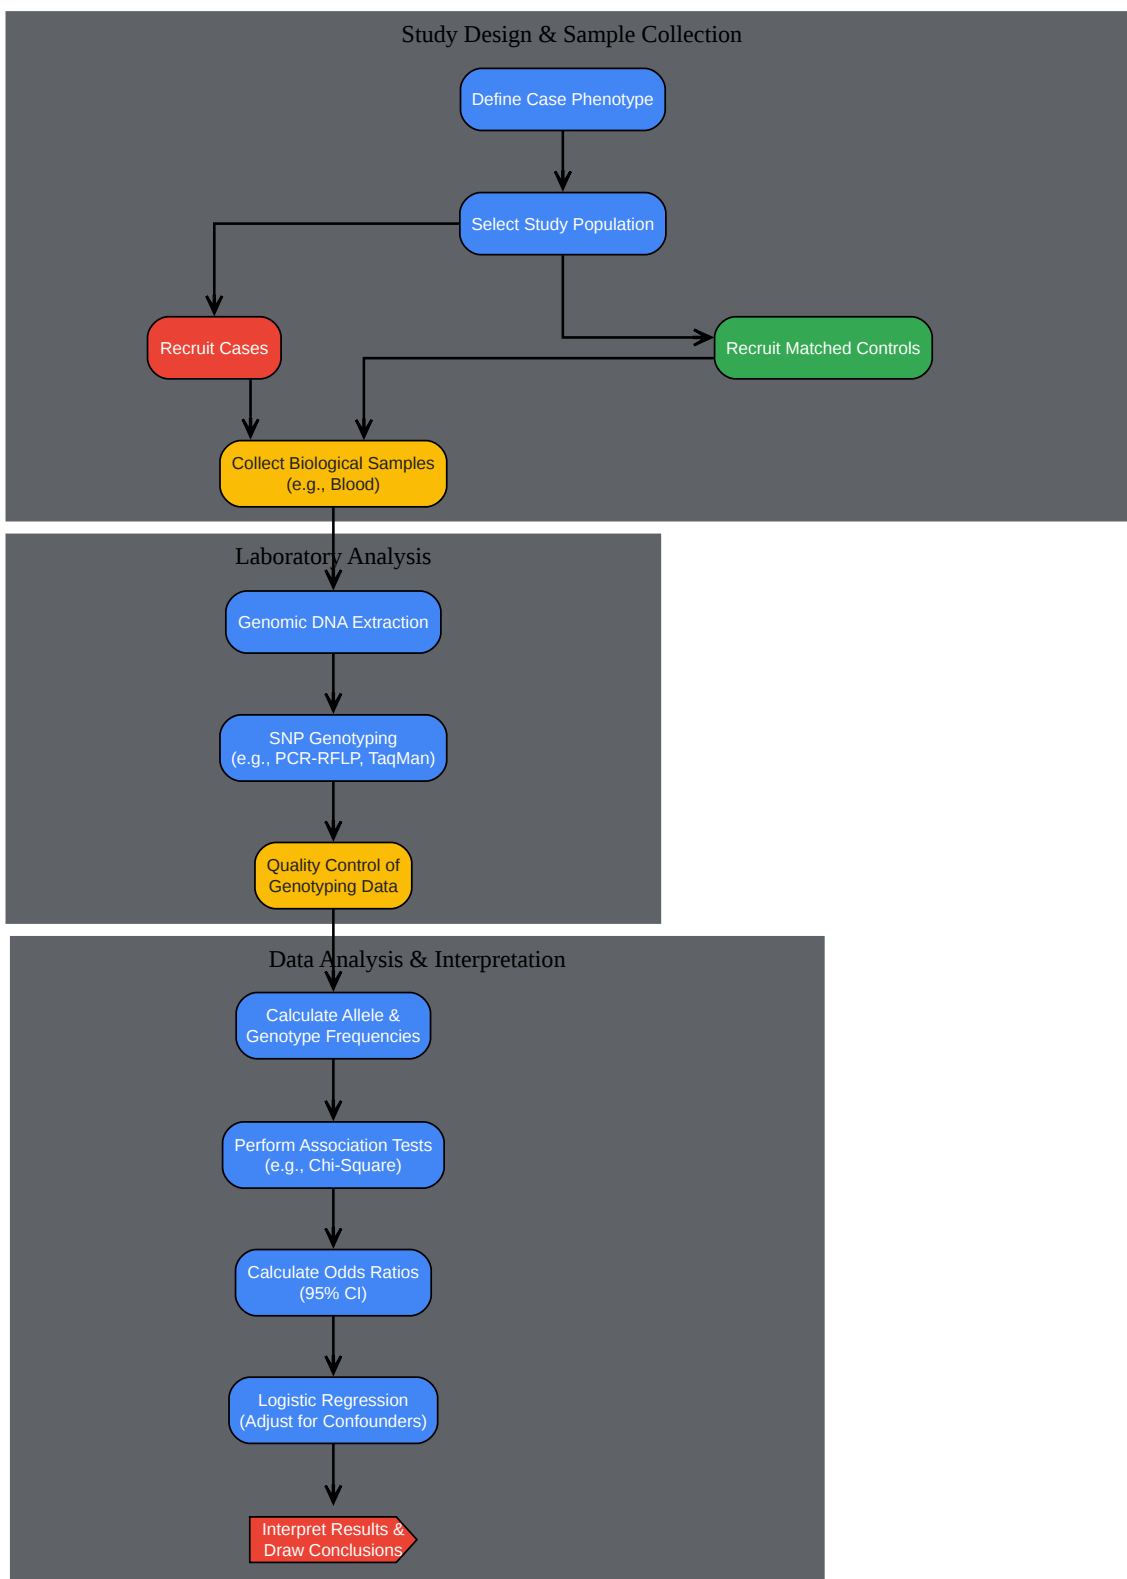 Study Design & Sample Collection
Define Case Phenotype
Select Study Population
Recruit Cases
Recruit Matched Controls
Collect Biological Samples
(e.g., Blood)
Laboratory Analysis
Genomic DNA Extraction
SNP Genotyping
(e.g., PCR-RFLP, TaqMan)
Quality Control of
Genotyping Data
Data Analysis & Interpretation
Calculate Allele &
Genotype Frequencies
Perform Association Tests
(e.g., Chi-Square)
Calculate Odds Ratios
(95% CI)
Logistic Regression
(Adjust for Confounders)
Interpret Results &
Draw Conclusions